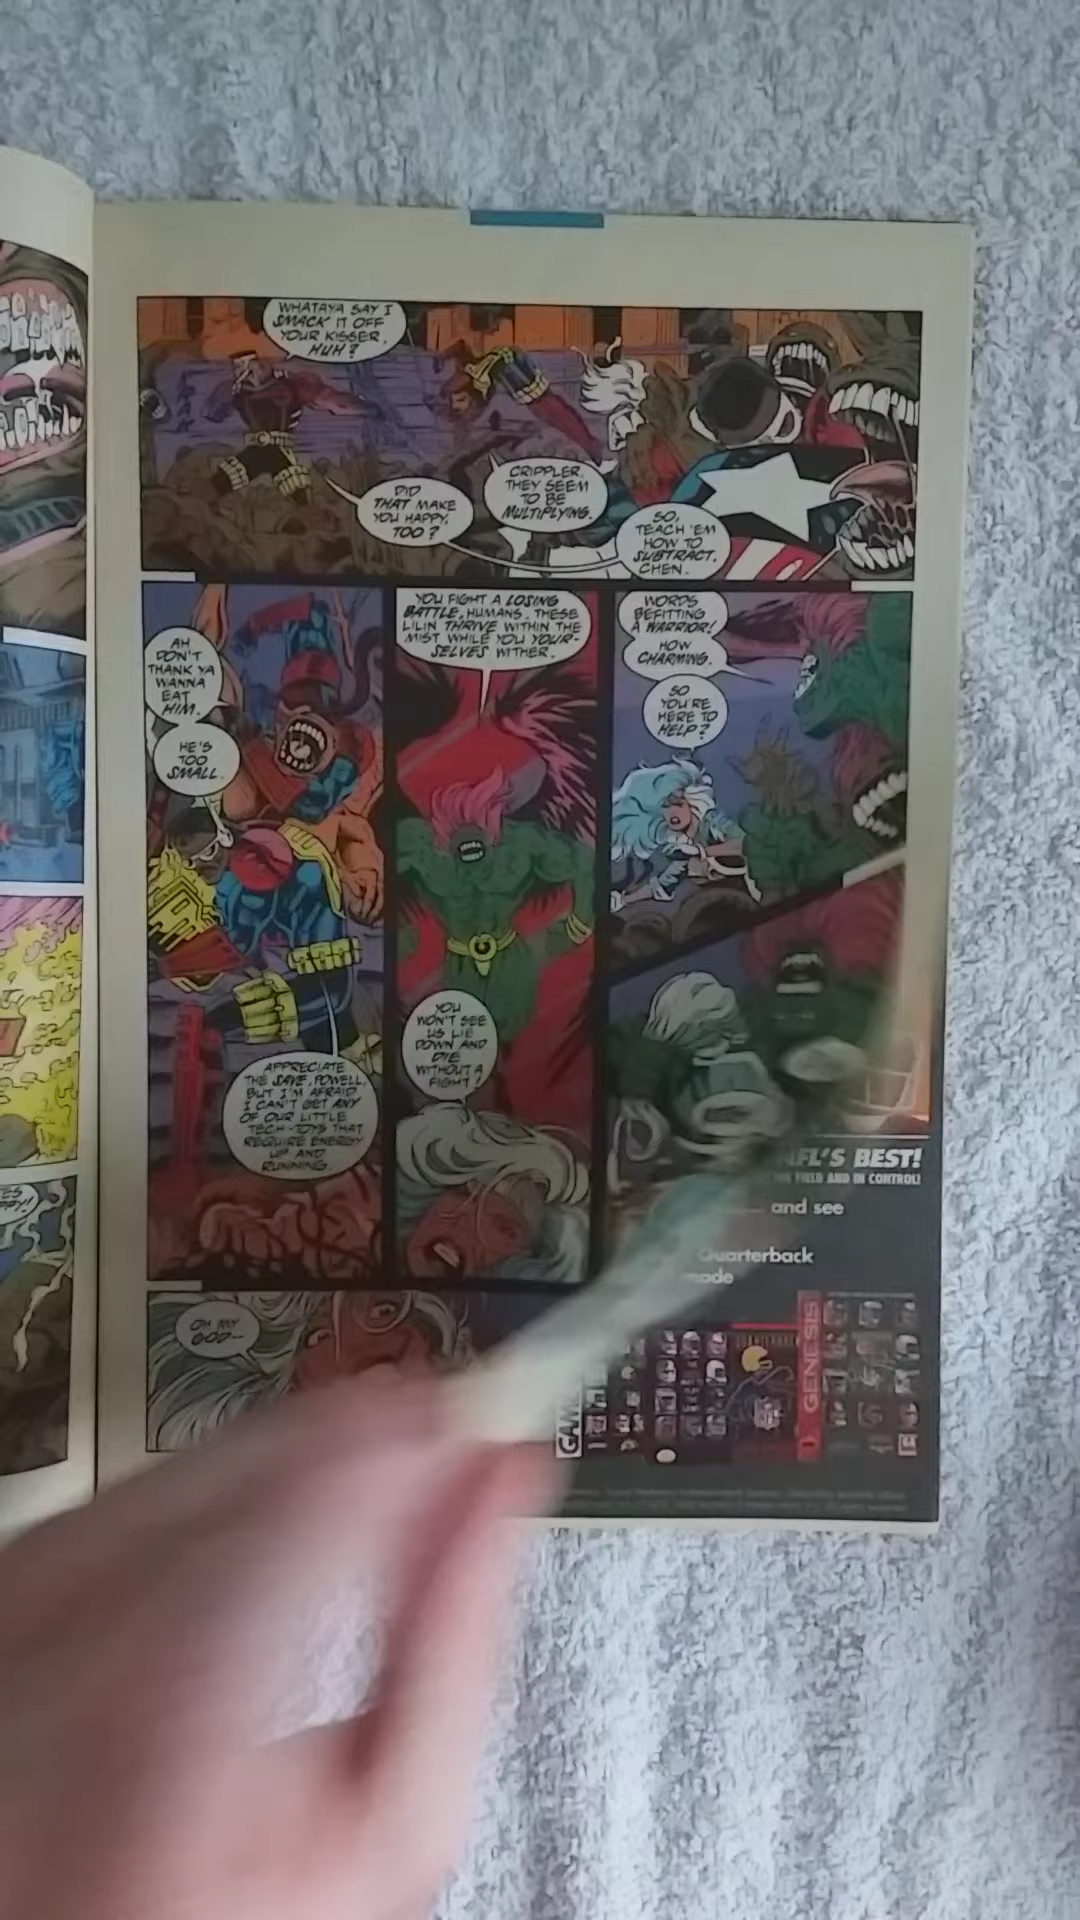 WHATAYA SAY I
SMACK IT OFF
YOUR KISSER,
HUH?
DID
THAT MAKE
YOU HAPPY,
TOO?
CRIPPLER,
THEY SEEM
TO BE
MULTIPLYING.
SO,
TEACH 'EM
HOW TO
SUBTRACT,
CHEN.
AH
DON'T
THANK YA
WANNA
EAT
HIM.
HE'S
TOO
SMALL.
APPRECIATE
THE SAVE, POWELL,
BUT I'M AFRAID
I CAN'T GET ANY
OF OUR LITTLE
TECH-TOYS THAT
REQUIRE ENERGY
UP AND
RUNNING.
YOU FIGHT A LOSING
BATTLE, HUMANS. THESE
LILIN THRIVE WITHIN THE
MIST WHILE YOU YOUR-
SELVES WITHER.
YOU
WON'T SEE
US LIE
DOWN AND
DIE
WITHOUT A
FIGHT!
WORDS
BEFITTING
A WARRIOR!
HOW
CHARMING.
SO
YOU'RE
HERE TO
HELP?
OH MY
GOD--
NFL'S BEST!
THE FIELD AND IN CONTROL!
and see
Quarterback
GENESIS